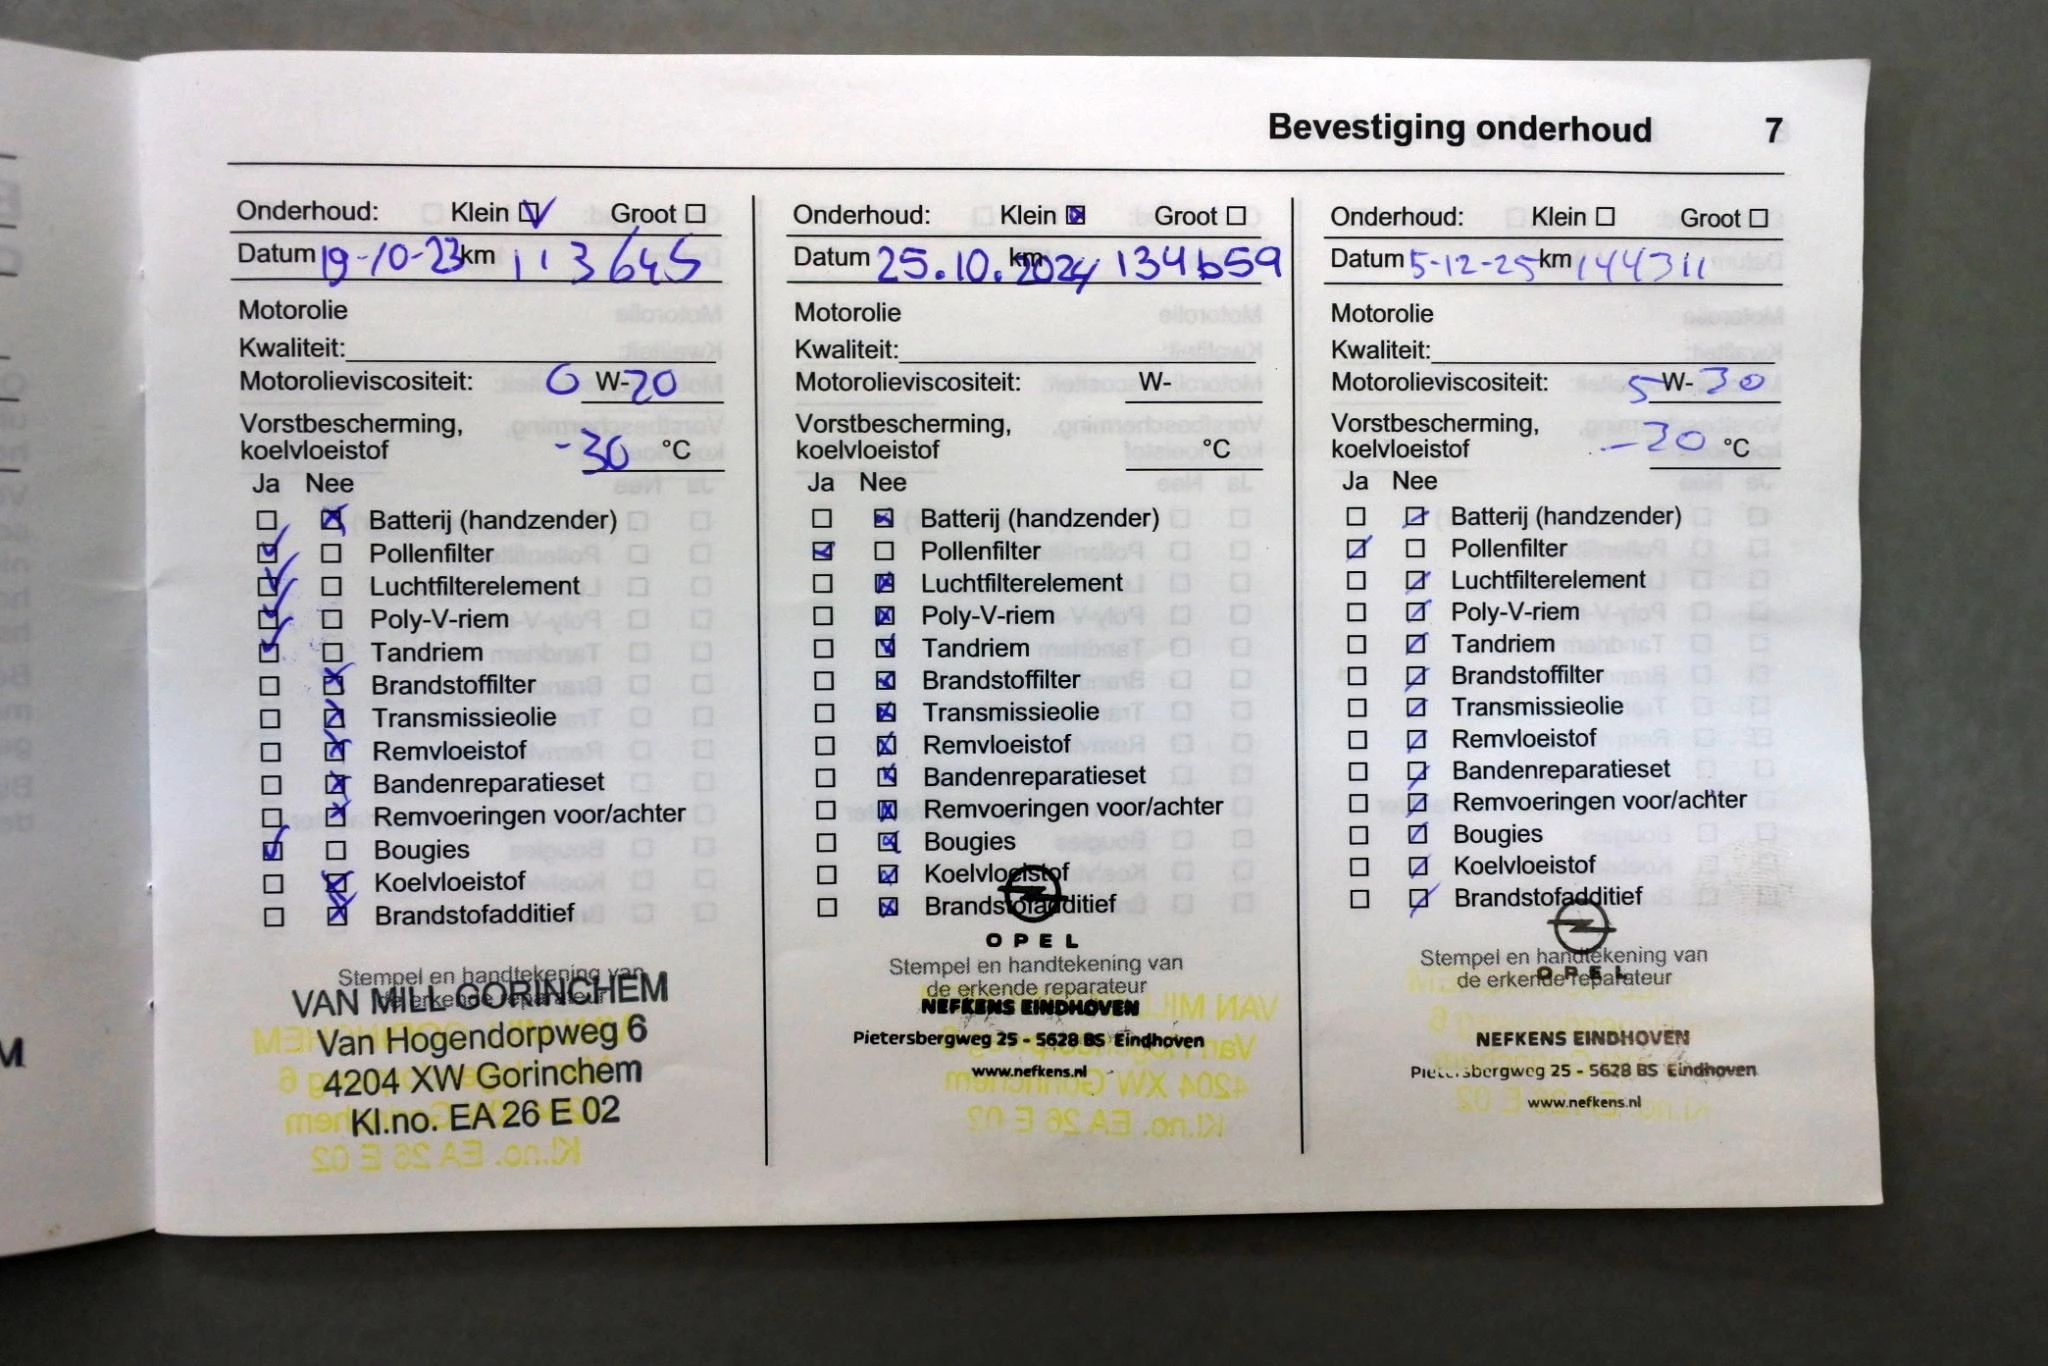 Bevestiging onderhoud 7
Onderhoud: Klein Groot
Datum 19-10-23 km 113645
Motorolie
Kwaliteit:
Motorolieviscositeit: 0 W-20
Vorstbescherming,
koelvloeistof -30 °C
Ja Nee
Batterij (handzender)
Pollenfilter
Luchtfilterelement
Poly-V-riem
Tandriem
Brandstoffilter
Transmissieolie
Remvloeistof
Bandenreparatieset
Remvoeringen voor/achter
Bougies
Koelvloeistof
Brandstofadditief
Stempel en handtekening van
de erkende reparateur
VAN MILL GORINCHEM
Van Hogendorpweg 6
4204 XW Gorinchem
Kl.no. EA 26 E 02
Onderhoud: Klein Groot
Datum 25.10.2024 km 134659
Motorolie
Kwaliteit:
Motorolieviscositeit: W-
Vorstbescherming,
koelvloeistof °C
Ja Nee
Batterij (handzender)
Pollenfilter
Luchtfilterelement
Poly-V-riem
Tandriem
Brandstoffilter
Transmissieolie
Remvloeistof
Bandenreparatieset
Remvoeringen voor/achter
Bougies
Koelvloeistof
Brandstofadditief
OPEL
Stempel en handtekening van
de erkende reparateur
NEFKENS EINDHOVEN
Pietersbergweg 25 - 5628 BS Eindhoven
www.nefkens.nl
Onderhoud: Klein Groot
Datum 5-12-25 km 144311
Motorolie
Kwaliteit:
Motorolieviscositeit: 5 W-30
Vorstbescherming,
koelvloeistof -20 °C
Ja Nee
Batterij (handzender)
Pollenfilter
Luchtfilterelement
Poly-V-riem
Tandriem
Brandstoffilter
Transmissieolie
Remvloeistof
Bandenreparatieset
Remvoeringen voor/achter
Bougies
Koelvloeistof
Brandstofadditief
Stempel en handtekening van
OPEL
de erkende reparateur
NEFKENS EINDHOVEN
Pietersbergweg 25 - 5628 BS Eindhoven
www.nefkens.nl